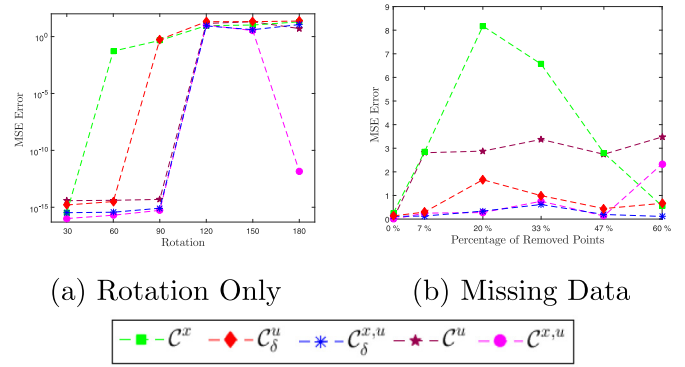 10^0
10^-5
10^-10
10^-15
MSE Error
30 60 90 120 150 180
Rotation
9
8
7
6
5
4
3
2
1
0
MSE Error
0 % 7 % 20 % 33 % 47 % 60 %
Percentage of Removed Points
(a) Rotation Only
(b) Missing Data
C^x C_δ^u C_δ^{x,u} C^u C^{x,u}